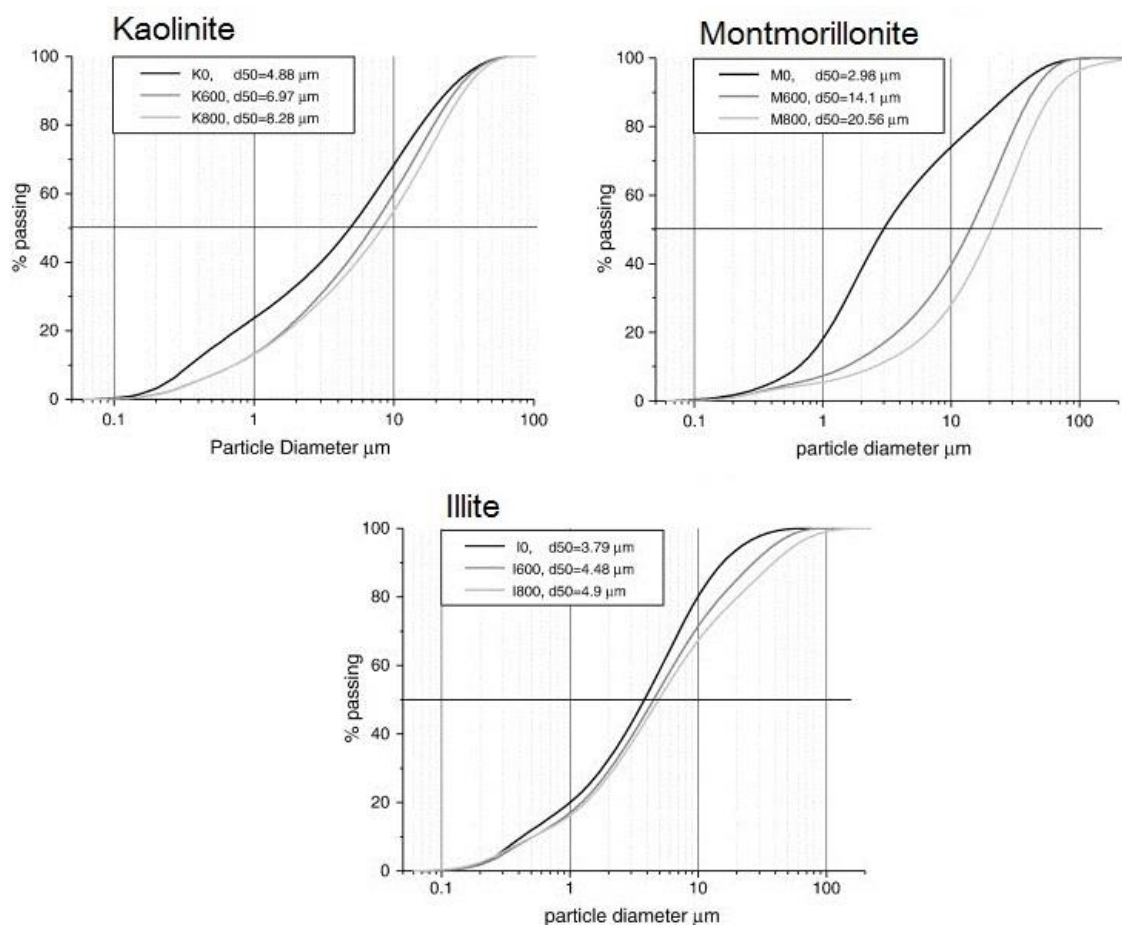 Kaolinite
K0, d50=4.88 μm
K600, d50=6.97 μm
K800, d50=8.28 μm
% passing
100
80
60
40
20
0
0.1 1 10 100
Particle Diameter μm
Montmorillonite
M0, d50=2.98 μm
M600, d50=14.1 μm
M800, d50=20.56 μm
% passing
100
80
60
40
20
0
0.1 1 10 100
particle diameter μm
Illite
I0, d50=3.79 μm
I600, d50=4.48 μm
I800, d50=4.9 μm
% passing
100
80
60
40
20
0
0.1 1 10 100
particle diameter μm